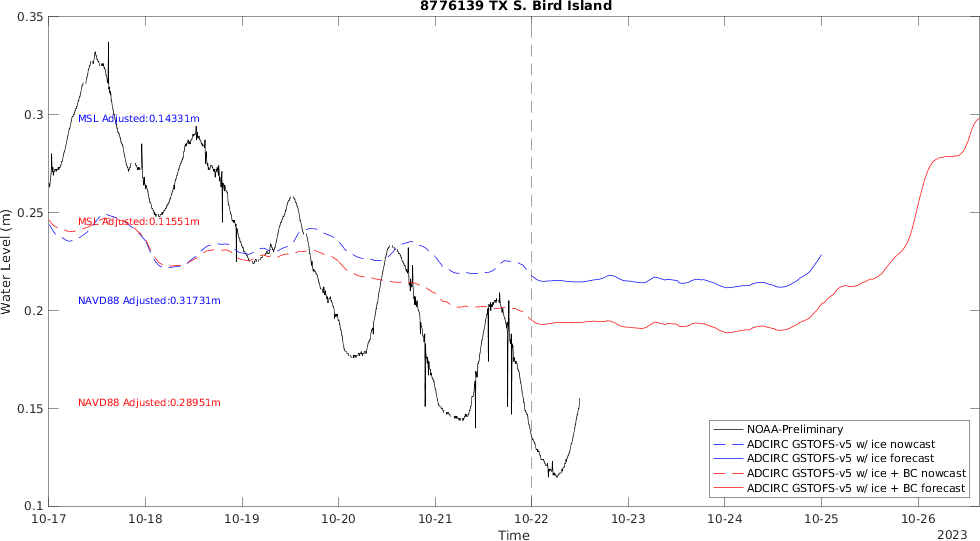 8776139 TX S. Bird Island
Water Level (m)
0.35
0.3
0.25
0.2
0.15
0.1
MSL Adjusted:0.14331m
MSL Adjusted:0.11551m
NAVD88 Adjusted:0.31731m
NAVD88 Adjusted:0.28951m
NOAA-Preliminary
ADCIRC GSTOFS-v5 w/ ice nowcast
ADCIRC GSTOFS-v5 w/ ice forecast
ADCIRC GSTOFS-v5 w/ ice + BC nowcast
ADCIRC GSTOFS-v5 w/ ice + BC forecast
10-17 10-18 10-19 10-20 10-21 10-22 10-23 10-24 10-25 10-26
Time
2023